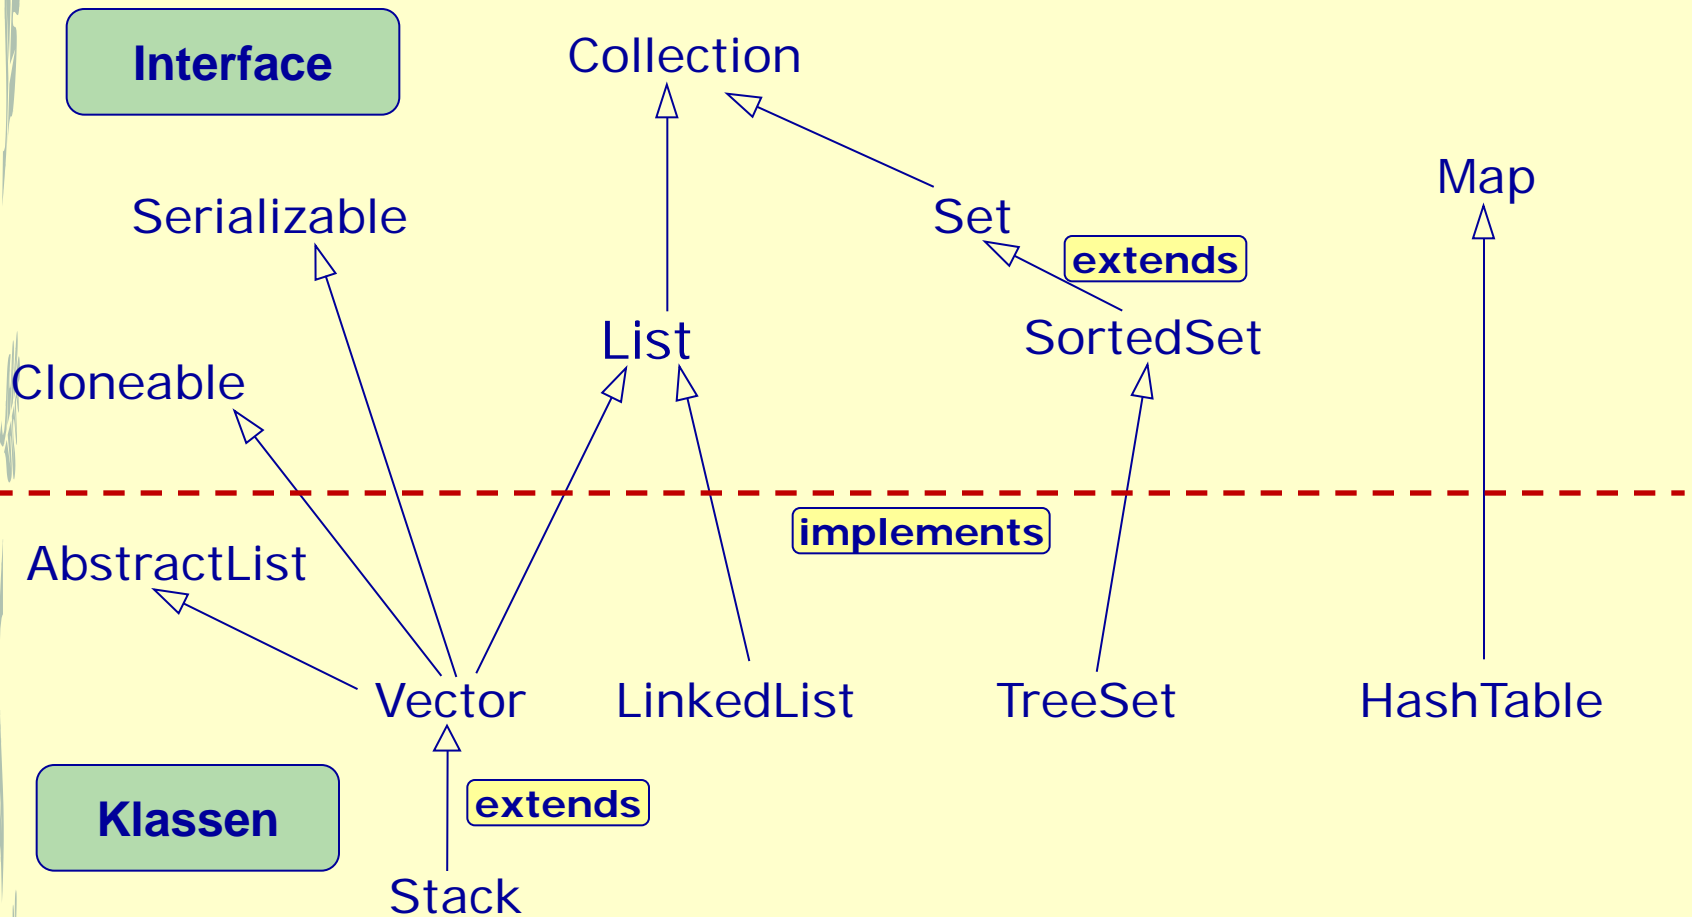 Interface
Collection
Map
Serializable
Set
extends
List
SortedSet
Cloneable
implements
AbstractList
Vector
LinkedList
TreeSet
HashTable
extends
Klassen
Stack